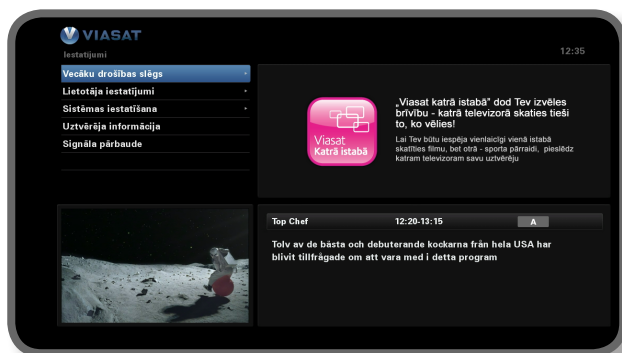 VIASAT
Iestatījumi
12:35
Vecāku drošības slēgs
Lietotāja iestatījumi
Sistēmas iestatīšana
Uztvērēja informācija
Signāla pārbaude
Viasat
Katrā istabā
„Viasat katrā istabā" dod Tev izvēles
brīvību - katrā televizorā skaties tieši
to, ko vēlies!
Lai Tev būtu iespēja vienlaicīgi vienā istabā
skatīties filmu, bet otrā - sporta pārraidi, pieslēdz
katram televizoram savu uztvērēju
Top Chef 12:20-13:15 A
Tolv av de bästa och debuterande kockarna från hela USA har
blivit tillfrågade om att vara med i detta program